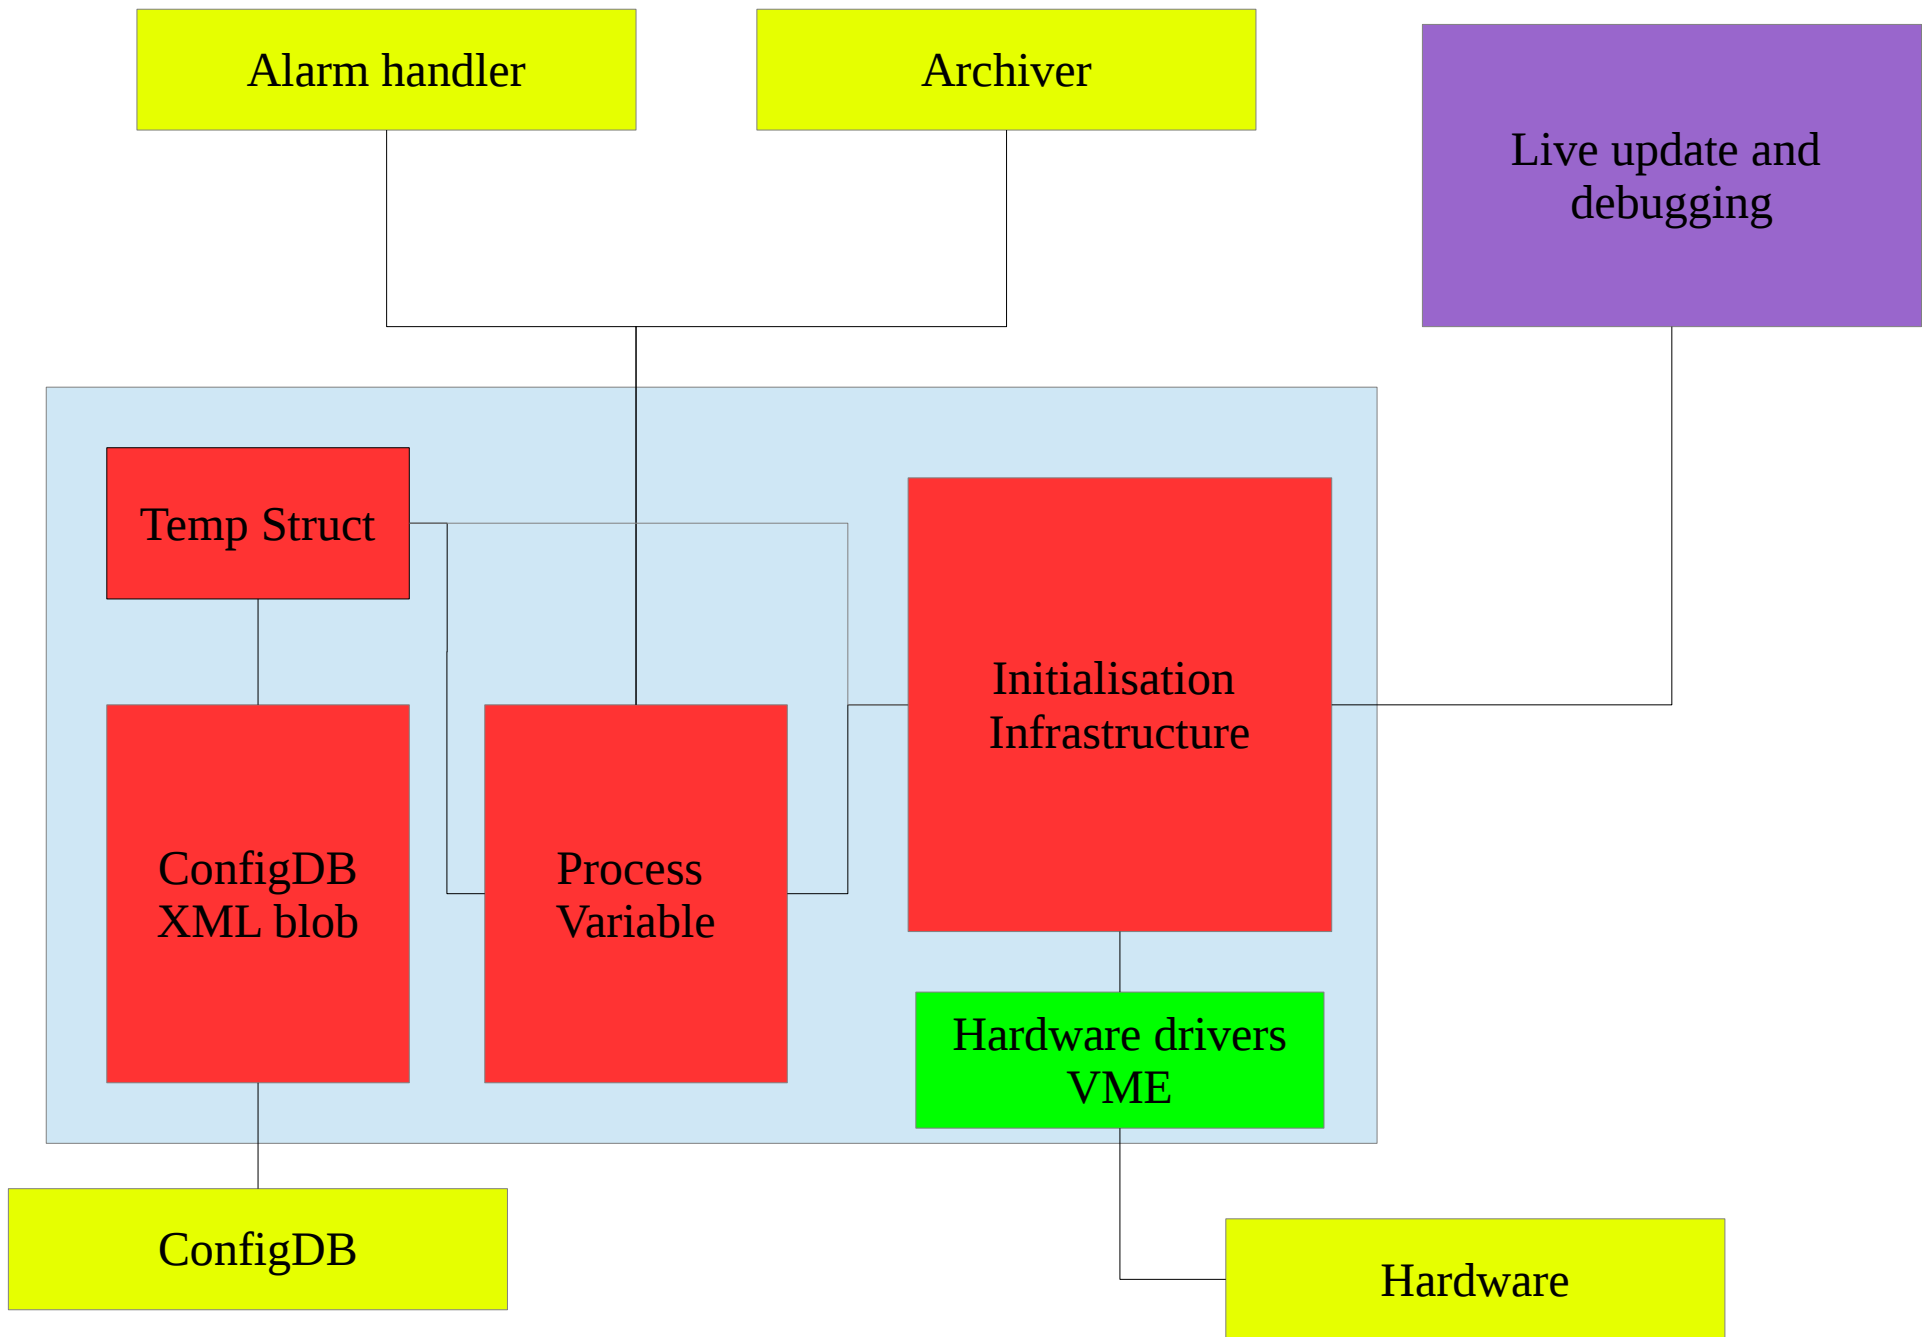 Alarm handler
Archiver
Live update and
debugging
Temp Struct
Initialisation
Infrastructure
ConfigDB
XML blob
Process
Variable
Hardware drivers
VME
ConfigDB
Hardware